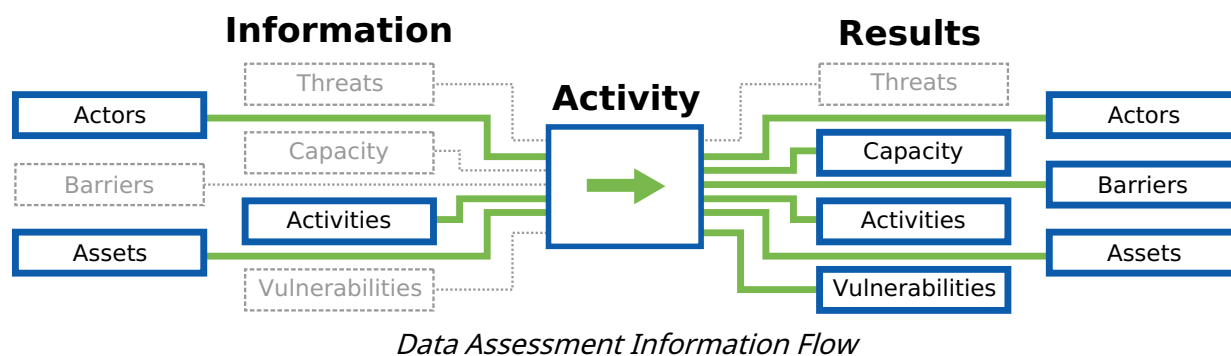 Information
Results
Threats
Threats
Activity
Actors
Actors
Capacity
Capacity
Barriers
Barriers
Activities
Activities
Assets
Assets
Vulnerabilities
Vulnerabilities
Data Assessment Information Flow